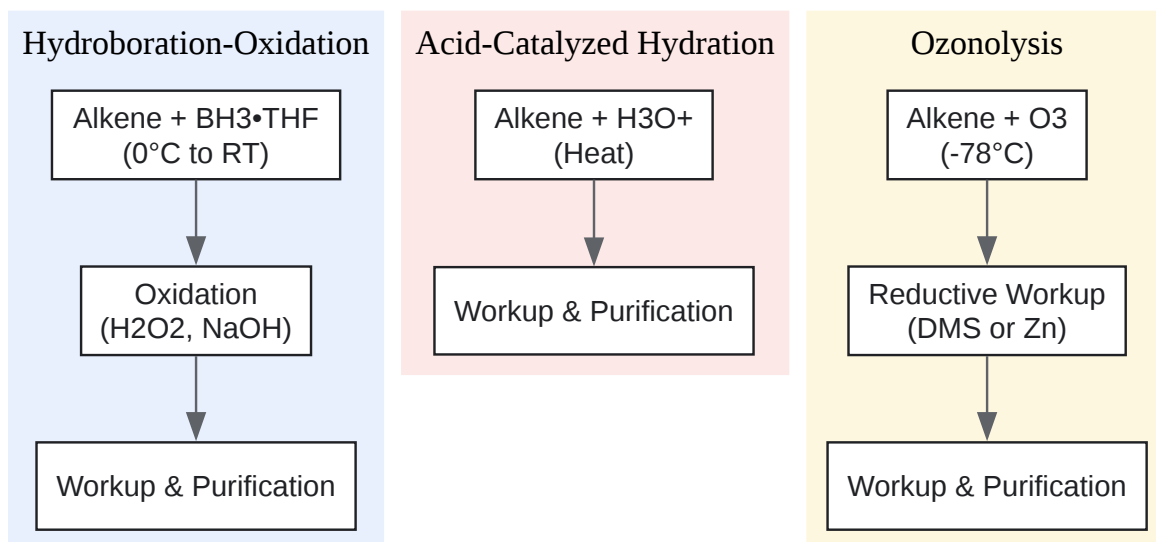 Hydroboration-Oxidation
Alkene + BH3•THF
(0°C to RT)
Oxidation
(H2O2, NaOH)
Workup & Purification
Acid-Catalyzed Hydration
Alkene + H3O+
(Heat)
Workup & Purification
Ozonolysis
Alkene + O3
(-78°C)
Reductive Workup
(DMS or Zn)
Workup & Purification